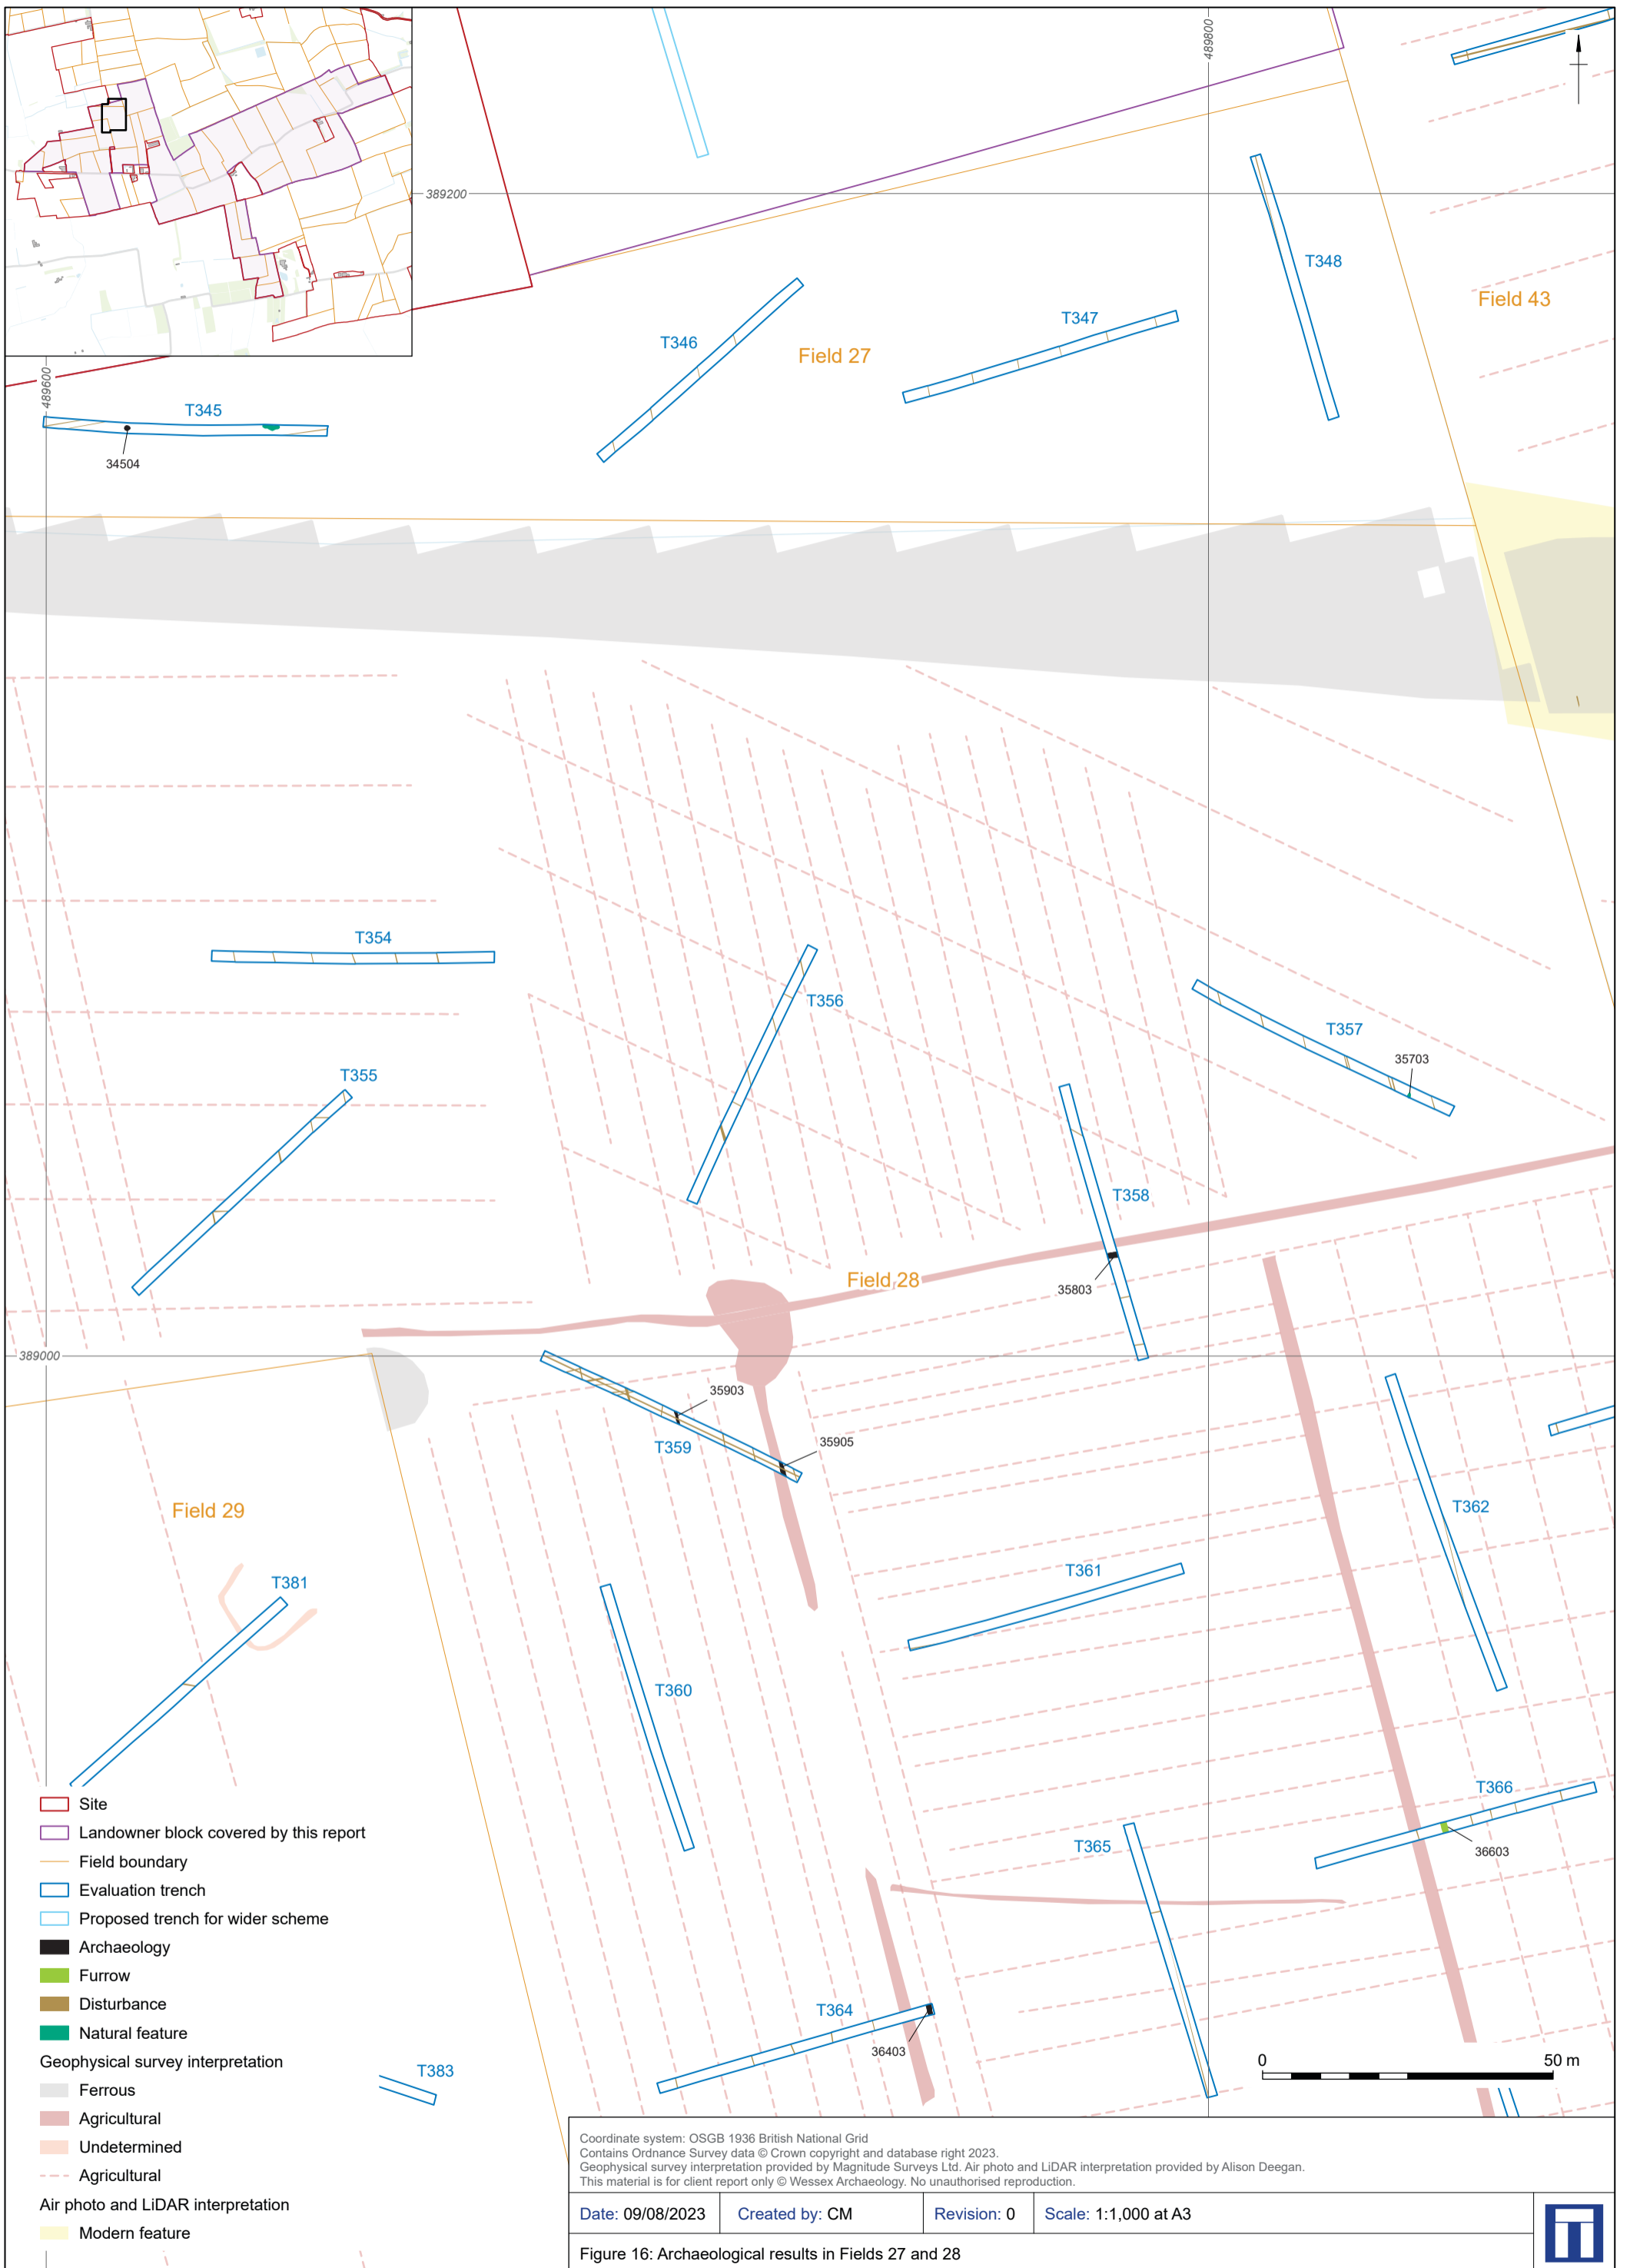 489800
389200
T348
Field 43
T347
T346
Field 27
489600
T345
34504
T354
T356
T357
35703
T355
T358
Field 28
35803
389000
35903
T359
35905
Field 29
T362
T381
T361
T360
T366
T365
36603
T364
36403
T383
0 50 m
Site
Landowner block covered by this report
Field boundary
Evaluation trench
Proposed trench for wider scheme
Archaeology
Furrow
Disturbance
Natural feature
Geophysical survey interpretation
Ferrous
Agricultural
Undetermined
Agricultural
Air photo and LiDAR interpretation
Modern feature
Coordinate system: OSGB 1936 British National Grid
Contains Ordnance Survey data © Crown copyright and database right 2023.
Geophysical survey interpretation provided by Magnitude Surveys Ltd. Air photo and LiDAR interpretation provided by Alison Deegan.
This material is for client report only © Wessex Archaeology. No unauthorised reproduction.
Date: 09/08/2023 Created by: CM Revision: 0 Scale: 1:1,000 at A3
Figure 16: Archaeological results in Fields 27 and 28